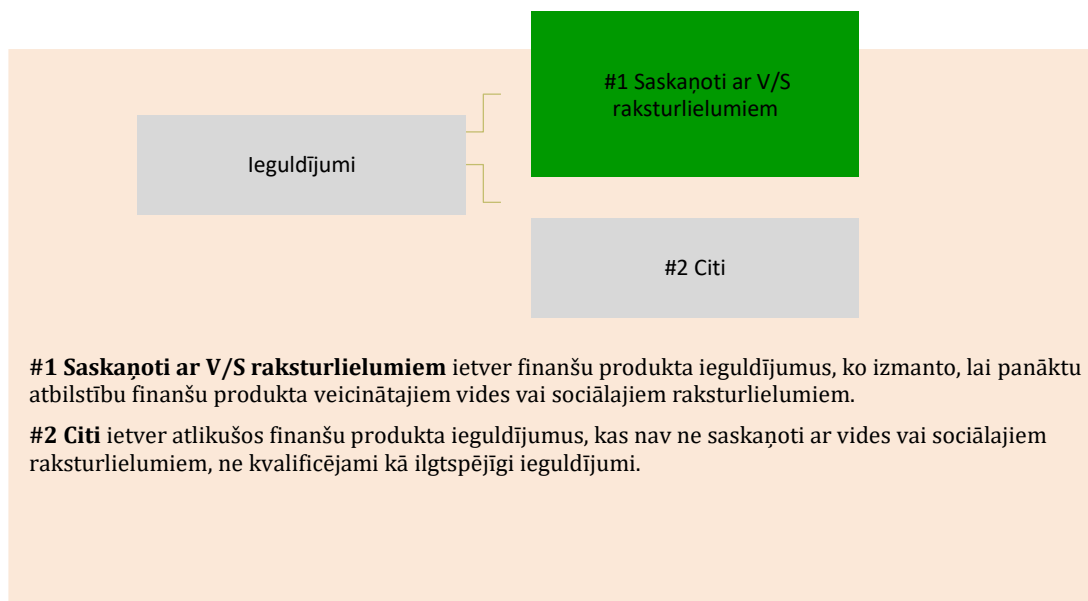 #1 Saskaņoti ar V/S
raksturlielumiem
Ieguldījumi
#2 Citi
#1 Saskaņoti ar V/S raksturlielumiem ietver finanšu produkta ieguldījumus, ko izmanto, lai panāktu
atbilstību finanšu produkta veicinātajiem vides vai sociālajiem raksturlielumiem.
#2 Citi ietver atlikušos finanšu produkta ieguldījumus, kas nav ne saskaņoti ar vides vai sociālajiem
raksturlielumiem, ne kvalificējami kā ilgtspējīgi ieguldījumi.